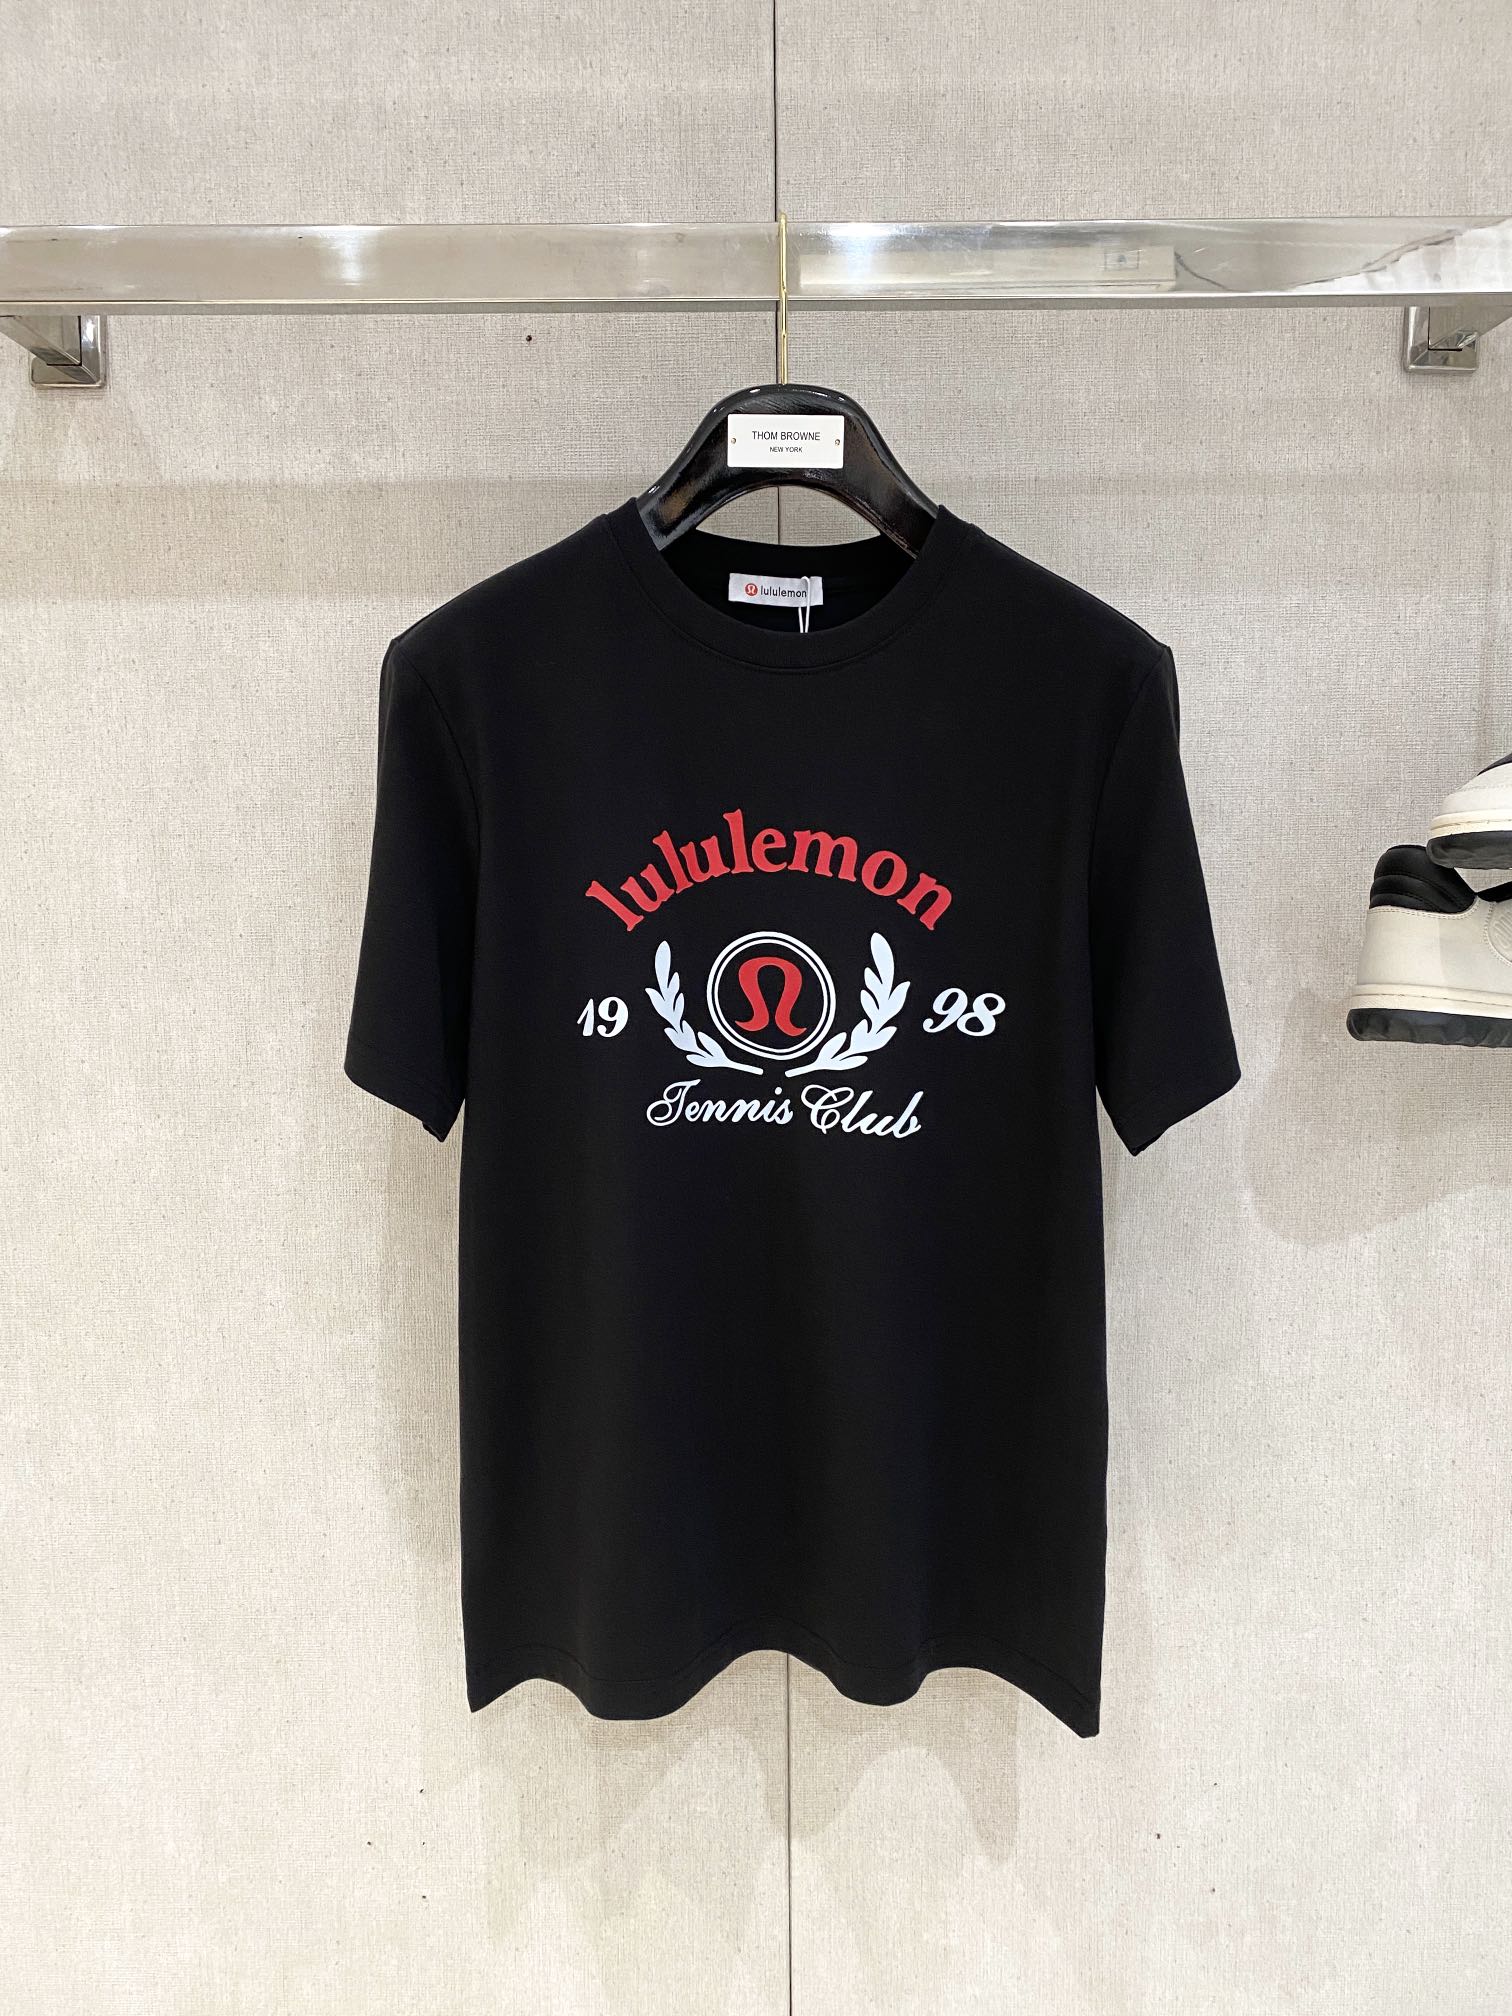 THOM BROWNE
NEW YORK
lululemon
lululemon
19 98
Tennis Club